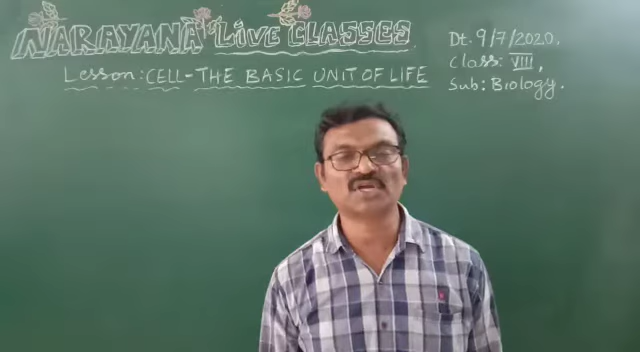 NARAYANA LIVE CLASSES
Dt. 9/7/2020.
Class: VIII,
Sub: Biology.
Lesson: CELL-THE BASIC UNIT OF LIFE